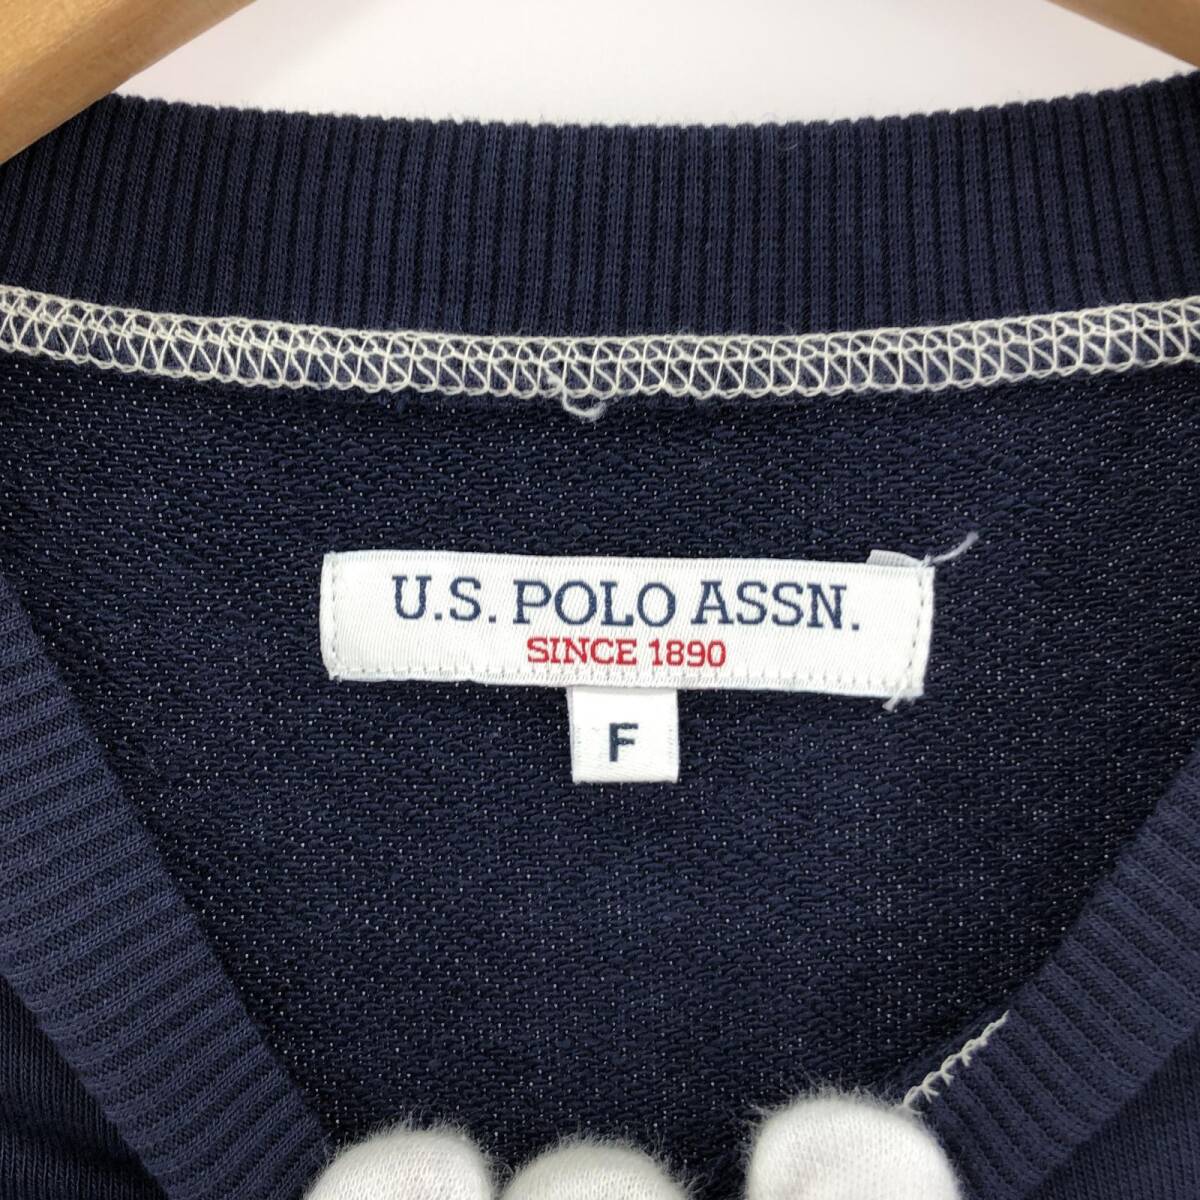 U.S. POLO ASSN.
SINCE 1890
F